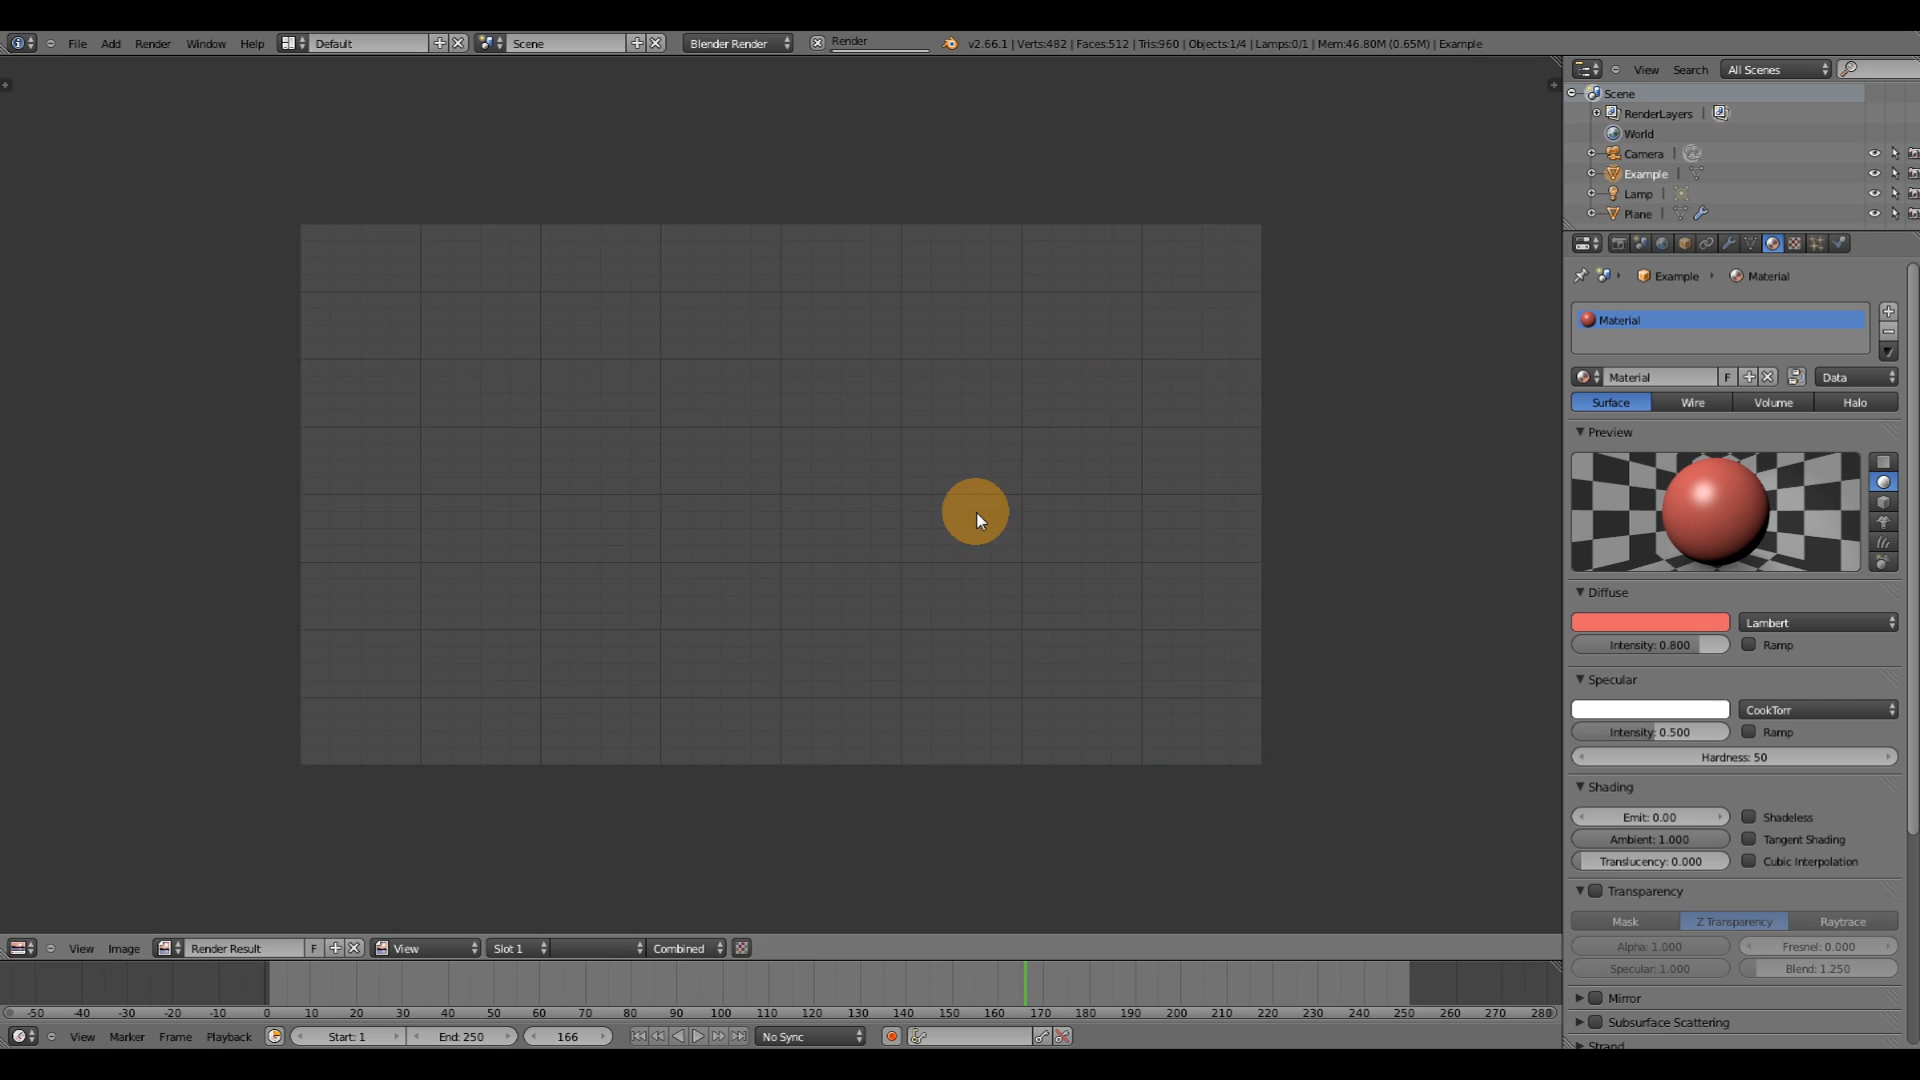 File Add Render Window Help Default Scene Blender Render Render v2.66.1 | Verts:482 | Faces:512 | Tris:960 | Objects:1/4 | Lamps:0/1 | Mem:46.80M (0.65M) | Example
View Search All Scenes
Scene
RenderLayers |
World
Camera |
Example |
Lamp |
Plane |
Example Material
Material
Material F Data
Surface Wire Volume Halo
Preview
Diffuse
Lambert
Intensity: 0.800 Ramp
Specular
CookTorr
Intensity: 0.500 Ramp
Hardness: 50
Shading
Emit: 0.00 Shadeless
Ambient: 1.000 Tangent Shading
Translucency: 0.000 Cubic Interpolation
Transparency
Mask Z Transparency Raytrace
Alpha: 1.000 Fresnel: 0.000
Specular: 1.000 Blend: 1.250
Mirror
Subsurface Scattering
Strand
View Image Render Result F View Slot 1 Combined
-50 -40 -30 -20 -10 0 10 20 30 40 50 60 70 80 90 100 110 120 130 140 150 160 170 180 190 200 210 220 230 240 250 260 270 280
View Marker Frame Playback Start: 1 End: 250 166 No Sync